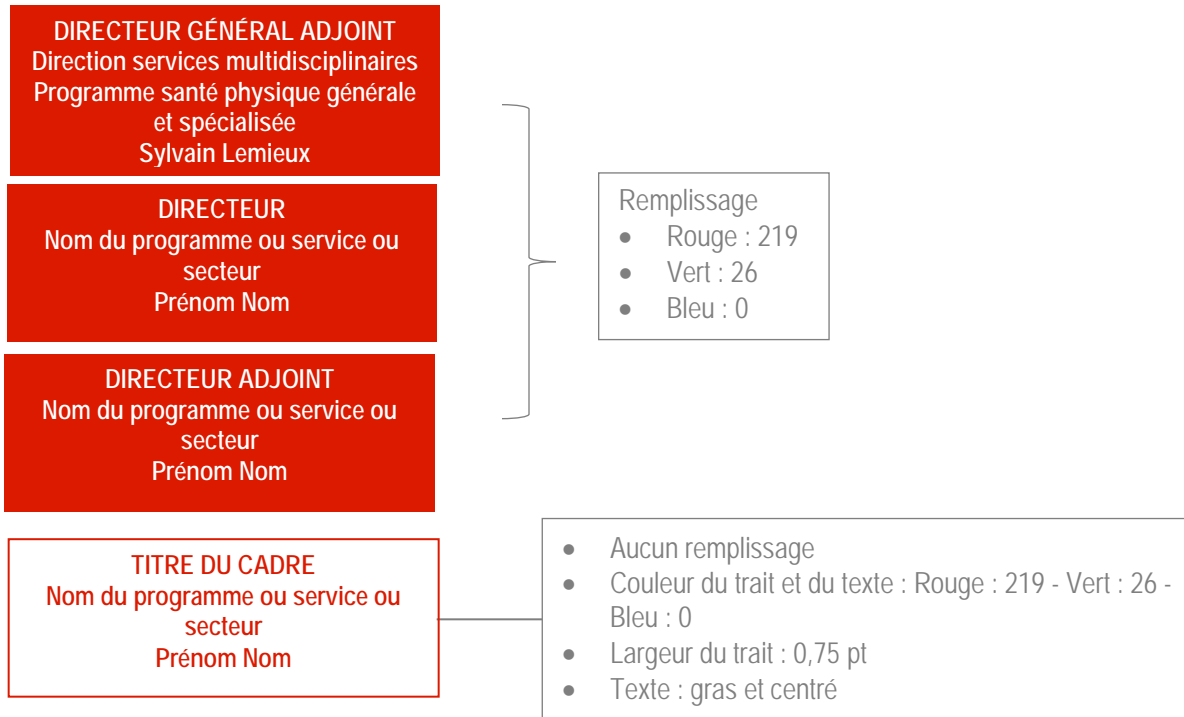 DIRECTEUR GÉNÉRAL ADJOINT
Direction services multidisciplinaires
Programme santé physique générale
et spécialisée
Sylvain Lemieux
DIRECTEUR
Nom du programme ou service ou
secteur
Prénom Nom
DIRECTEUR ADJOINT
Nom du programme ou service ou
secteur
Prénom Nom
Remplissage
• Rouge : 219
• Vert : 26
• Bleu : 0
TITRE DU CADRE
Nom du programme ou service ou
secteur
Prénom Nom
• Aucun remplissage
• Couleur du trait et du texte : Rouge : 219 - Vert : 26 -
Bleu : 0
• Largeur du trait : 0,75 pt
• Texte : gras et centré